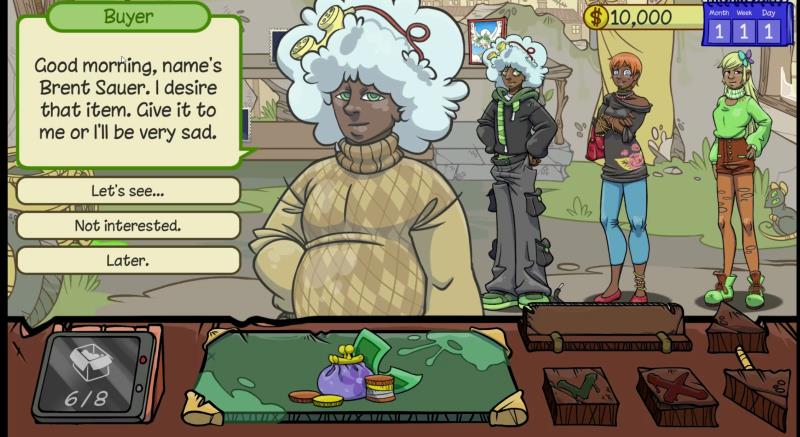 Buyer
Good morning, name's
Brent Sauer. I desire
that item. Give it to
me or I'll be very sad.
Let's see...
Not interested.
Later.
$10,000
Month Week Day
1 1 1
6/8